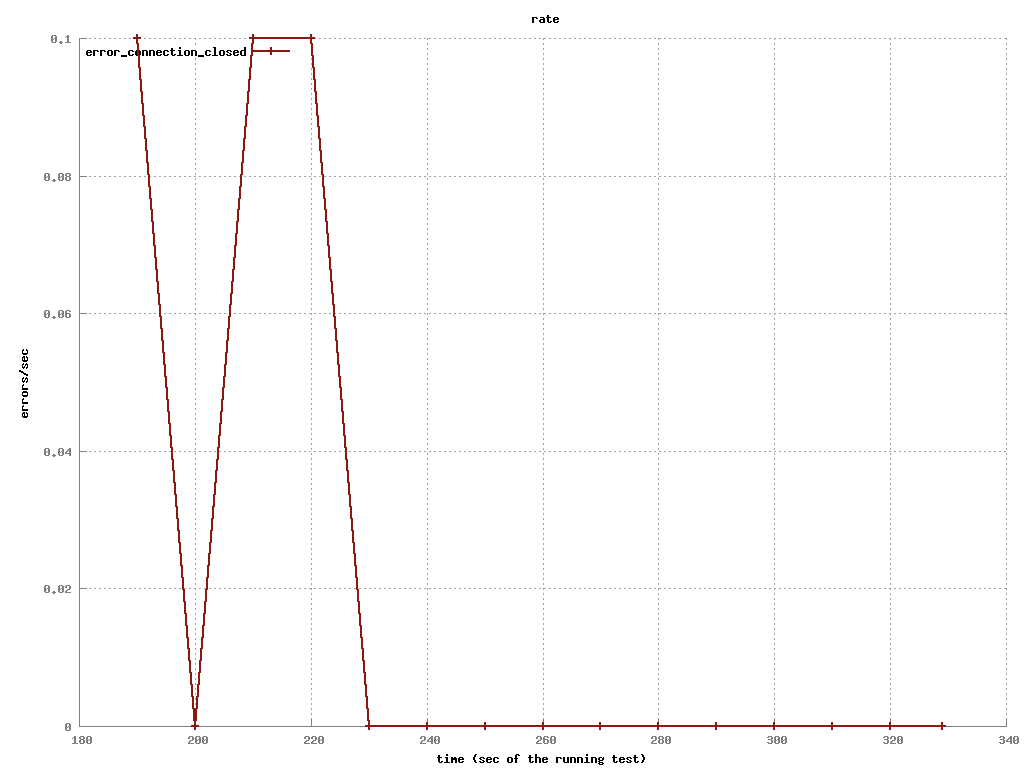 rate
0.1
error_connection_closed
0.08
0.06
errors/sec
0.04
0.02
0
180 200 220 240 260 280 300 320 340
time (sec of the running test)